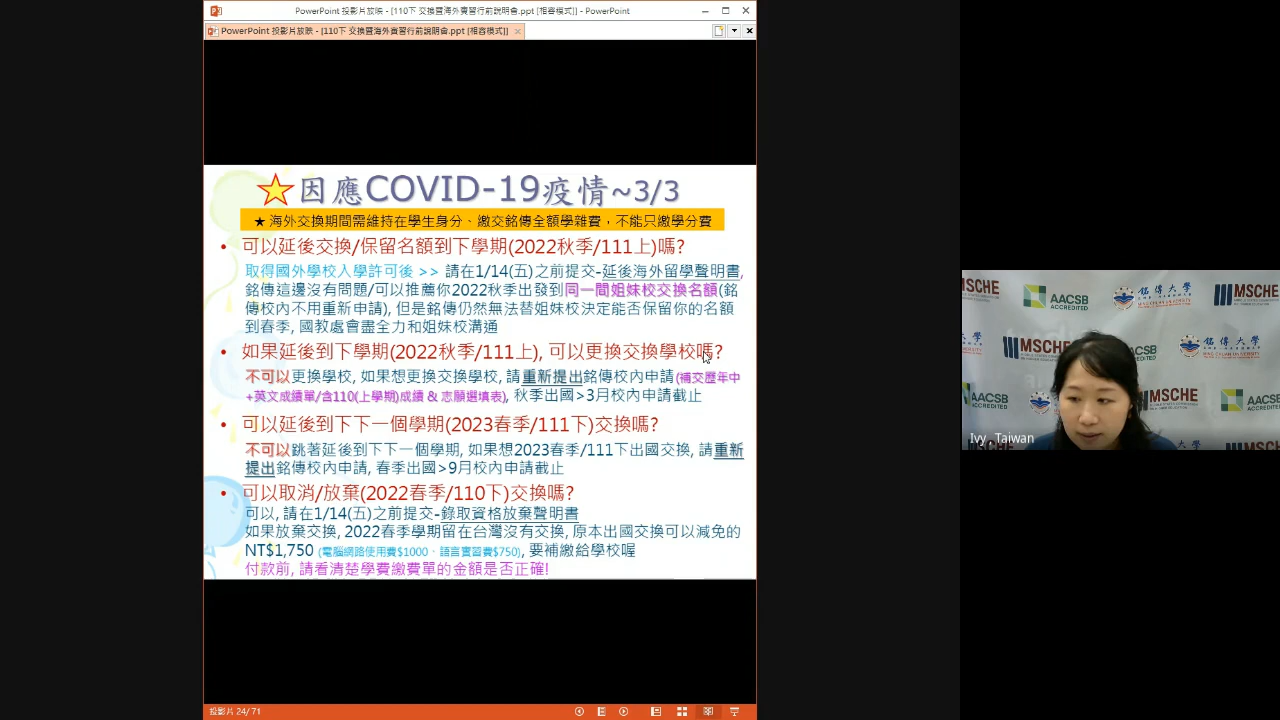 PowerPoint 投影片放映 - [110下 交換暨海外實習行前說明會.ppt [相容模式]] - PowerPoint
PowerPoint 投影片放映 - [110下 交換暨海外實習行前說明會.ppt [相容模式]]
因應COVID-19疫情~3/3
★ 海外交換期間需維持在學生身分、繳交銘傳全額學雜費，不能只繳學分費
• 可以延後交換/保留名額到下學期(2022秋季/111上)嗎?
取得國外學校入學許可後 >> 請在1/14(五)之前提交-延後海外留學聲明書,
銘傳這邊沒有問題/可以推薦你2022秋季出發到同一間姐妹校交換名額(銘
傳校內不用重新申請), 但是銘傳仍然無法替姐妹校決定能否保留你的名額
到春季, 國教處會盡全力和姐妹校溝通
• 如果延後到下學期(2022秋季/111上), 可以更換交換學校嗎?
不可以更換學校, 如果想更換交換學校, 請重新提出銘傳校內申請(補交歷年中
+英文成績單/含110(上學期)成績 & 志願選填表), 秋季出國>3月校內申請截止
• 可以延後到下下一個學期(2023春季/111下)交換嗎?
不可以跳著延後到下下一個學期, 如果想2023春季/111下出國交換, 請重新
提出銘傳校內申請, 春季出國>9月校內申請截止
• 可以取消/放棄(2022春季/110下)交換嗎?
可以, 請在1/14(五)之前提交-錄取資格放棄聲明書
如果放棄交換, 2022春季學期留在台灣沒有交換, 原本出國交換可以減免的
NT$1,750 (電腦網路使用費$1000、語言實習費$750), 要補繳給學校喔
付款前, 請看清楚學費繳費單的金額是否正確!
投影片 24/71
MSCHE
AACSB
ACCREDITED
銘傳大學
MING CHUAN UNIVERSITY
MSCHE
MSCHE
AACSB
銘傳大學
MING CHUAN UNIVERSITY
AACSB
ACCREDITED
MSCHE
AACSB
ACCREDITED
Ivy , Taiwan